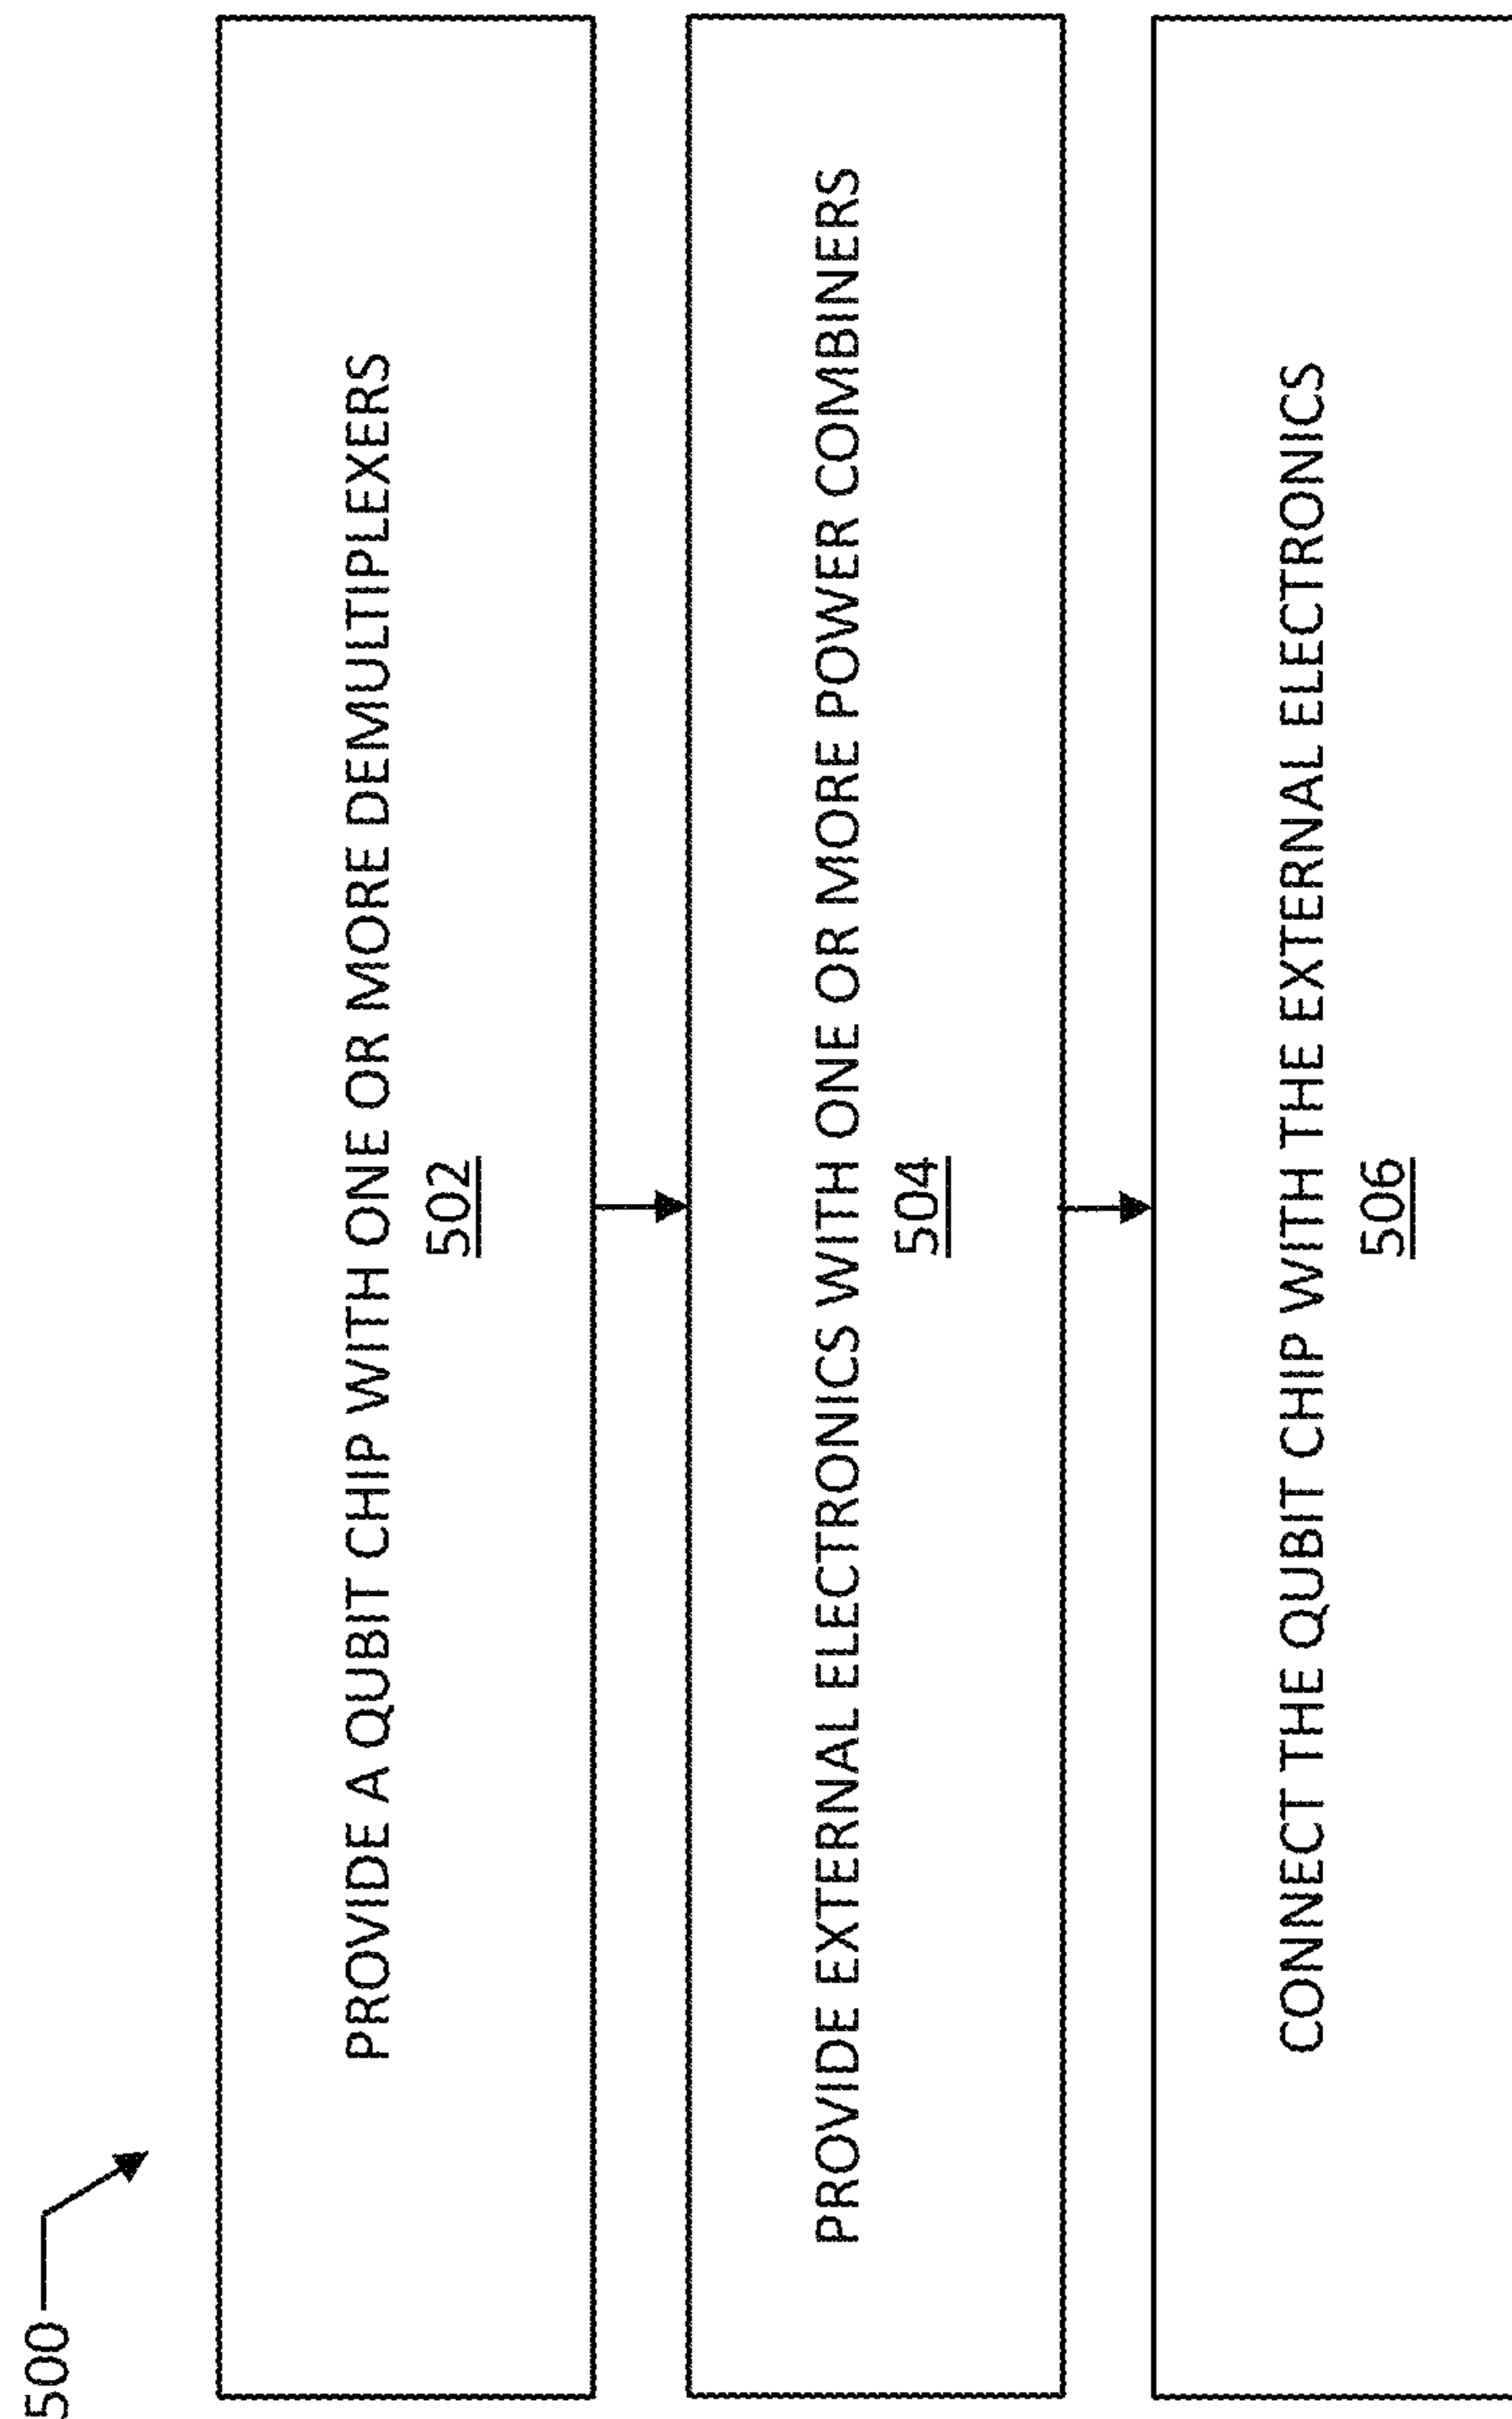 500
PROVIDE A QUBIT CHIP WITH ONE OR MORE DEMULTIPLEXERS
502
PROVIDE EXTERNAL ELECTRONICS WITH ONE OR MORE POWER COMBINERS
504
CONNECT THE QUBIT CHIP WITH THE EXTERNAL ELECTRONICS
506